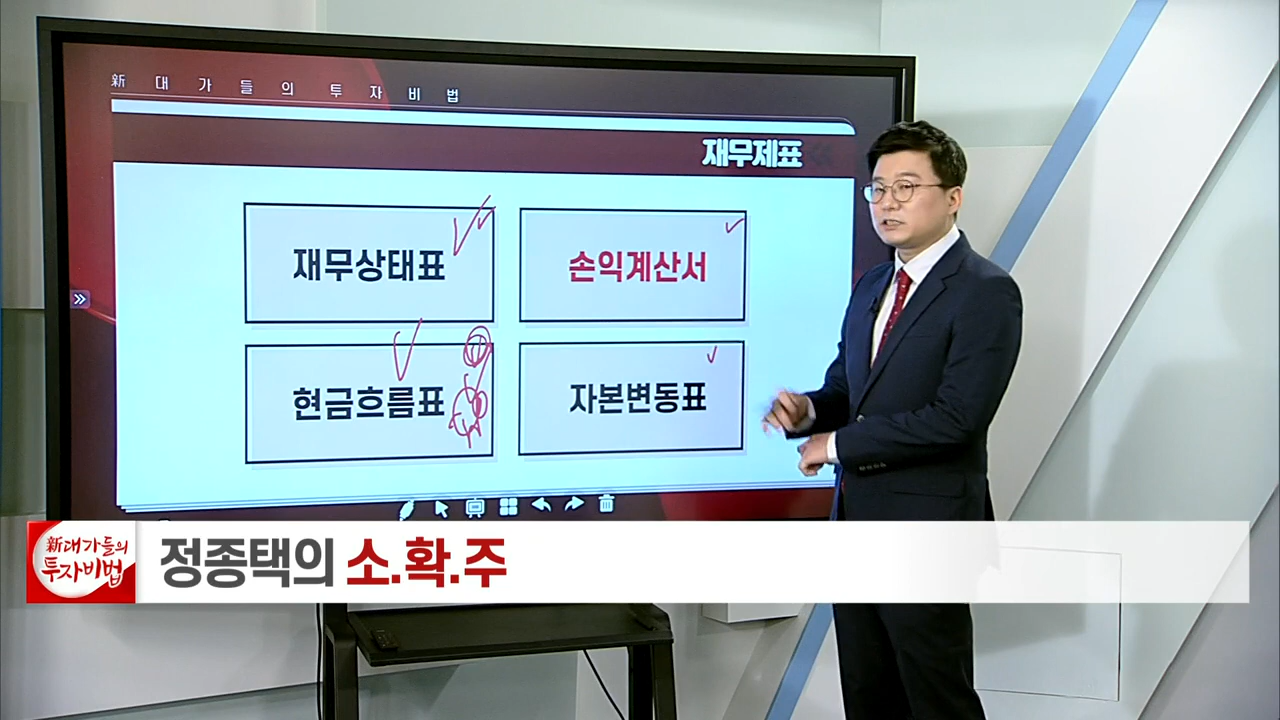 新 대 가 들 의 투 자 비 법
재무제표
재무상태표
손익계산서
현금흐름표
자본변동표
新대가들의
투자비법
정종택의 소.확.주